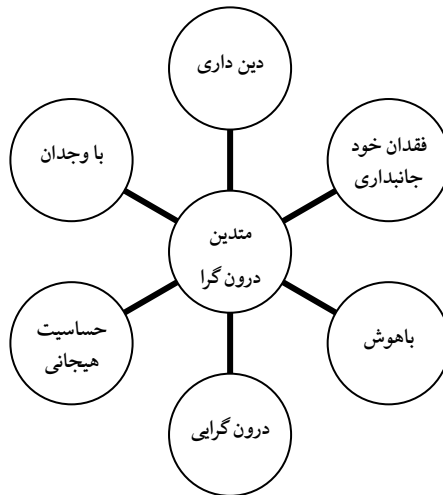 دین داری
فقدان خود
جانبداری
با وجدان
متدین
درون گرا
حساسیت
هیجانی
باهوش
درون گرایی